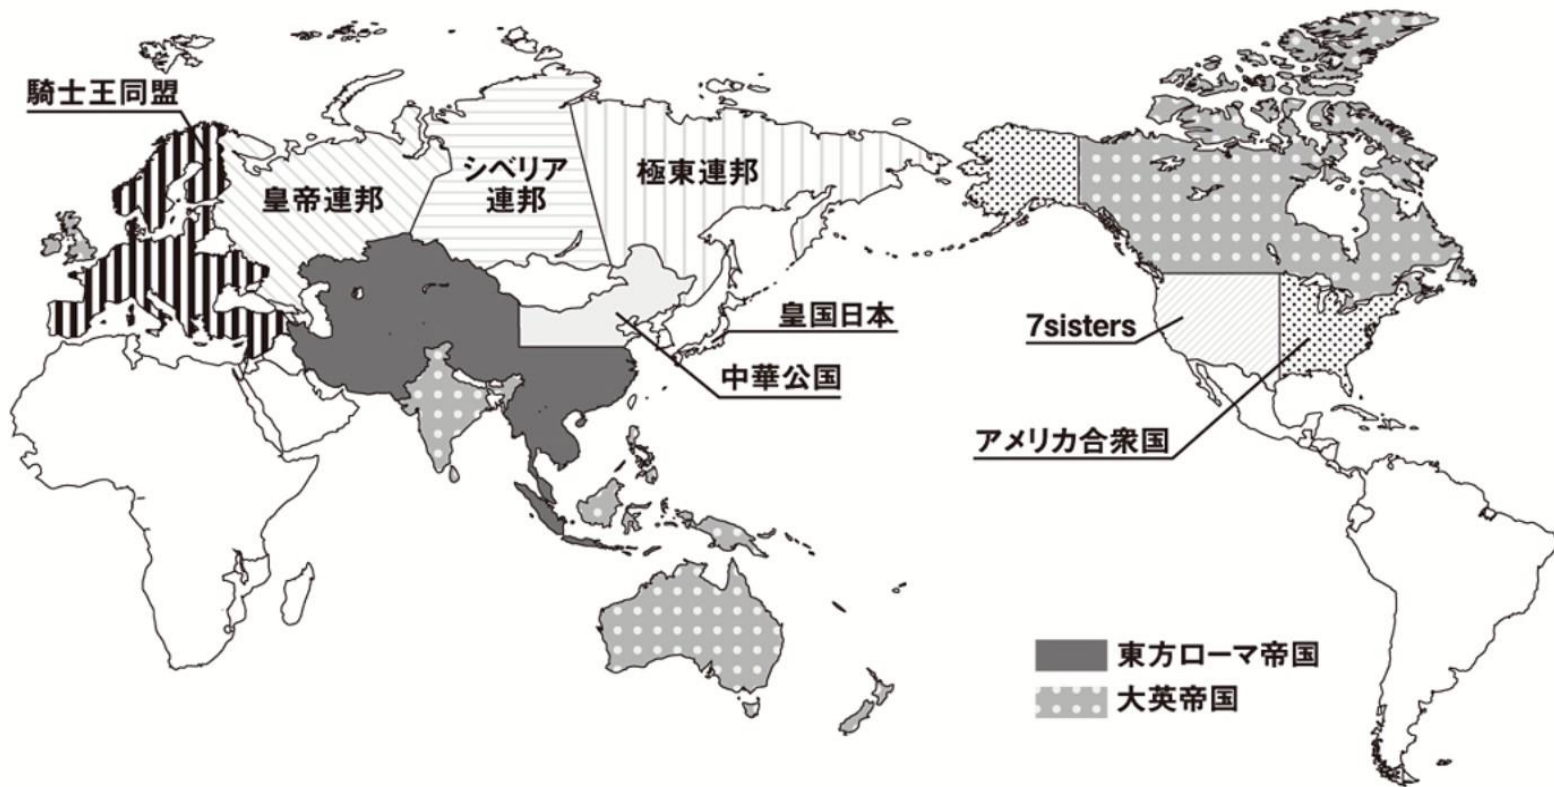 騎士王同盟
皇帝連邦
シベリア
連邦
極東連邦
皇国日本
中華公国
7sisters
アメリカ合衆国
東方ローマ帝国
大英帝国